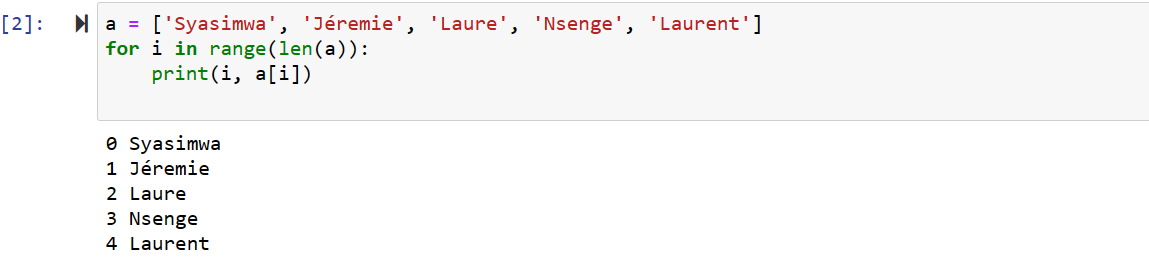 [2]: a = ['Syasimwa', 'Jéremie', 'Laure', 'Nsenge', 'Laurent']
for i in range(len(a)):
    print(i, a[i])
0 Syasimwa
1 Jéremie
2 Laure
3 Nsenge
4 Laurent